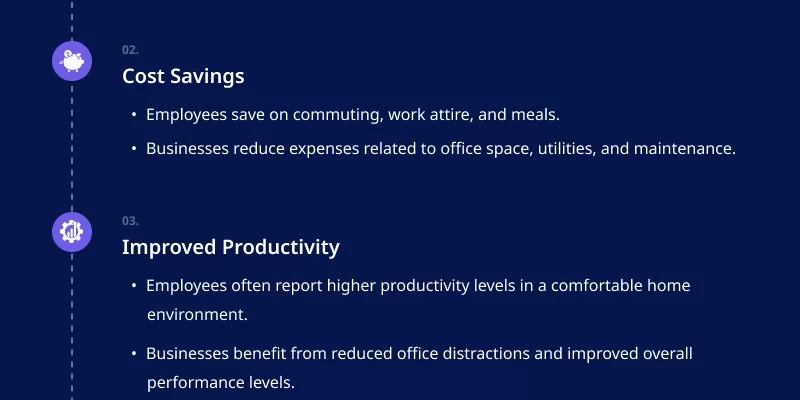 02.
Cost Savings
• Employees save on commuting, work attire, and meals.
• Businesses reduce expenses related to office space, utilities, and maintenance.
03.
Improved Productivity
• Employees often report higher productivity levels in a comfortable home
environment.
• Businesses benefit from reduced office distractions and improved overall
performance levels.